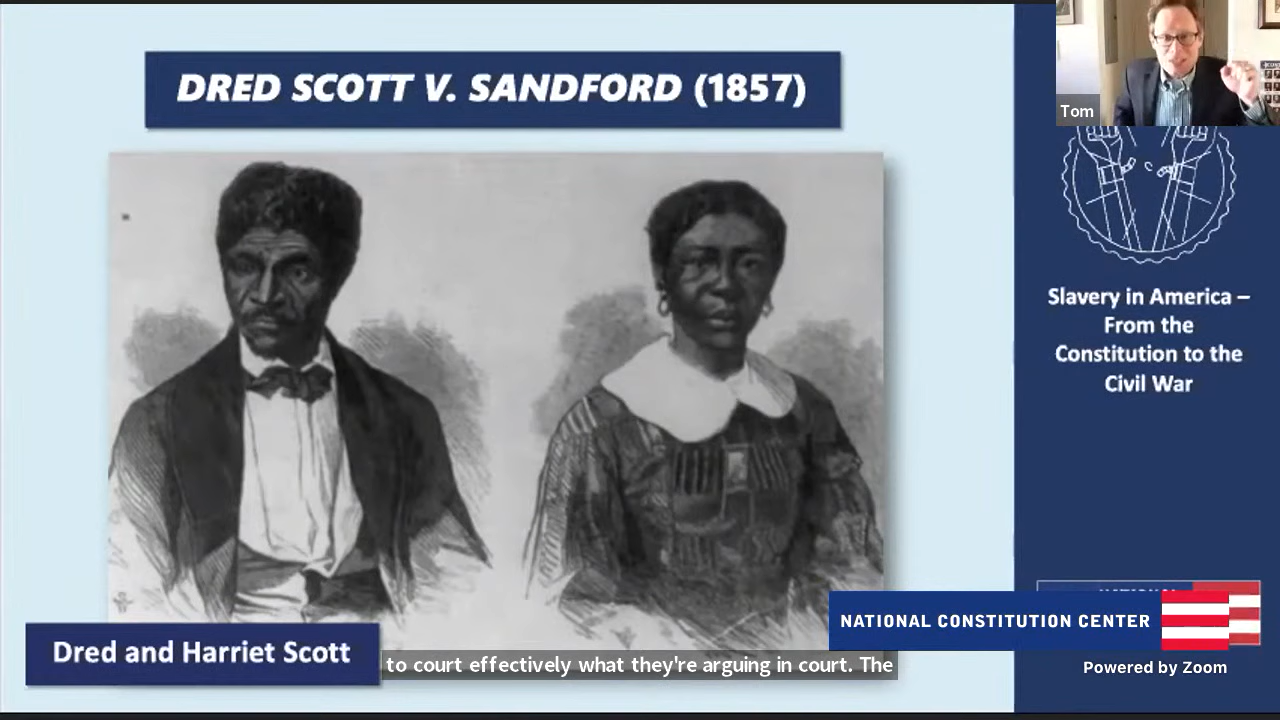 DRED SCOTT V. SANDFORD (1857)
Tom
Slavery in America –
From the
Constitution to the
Civil War
NATIONAL CONSTITUTION CENTER
Dred and Harriet Scott
to court effectively what they're arguing in court. The
Powered by Zoom